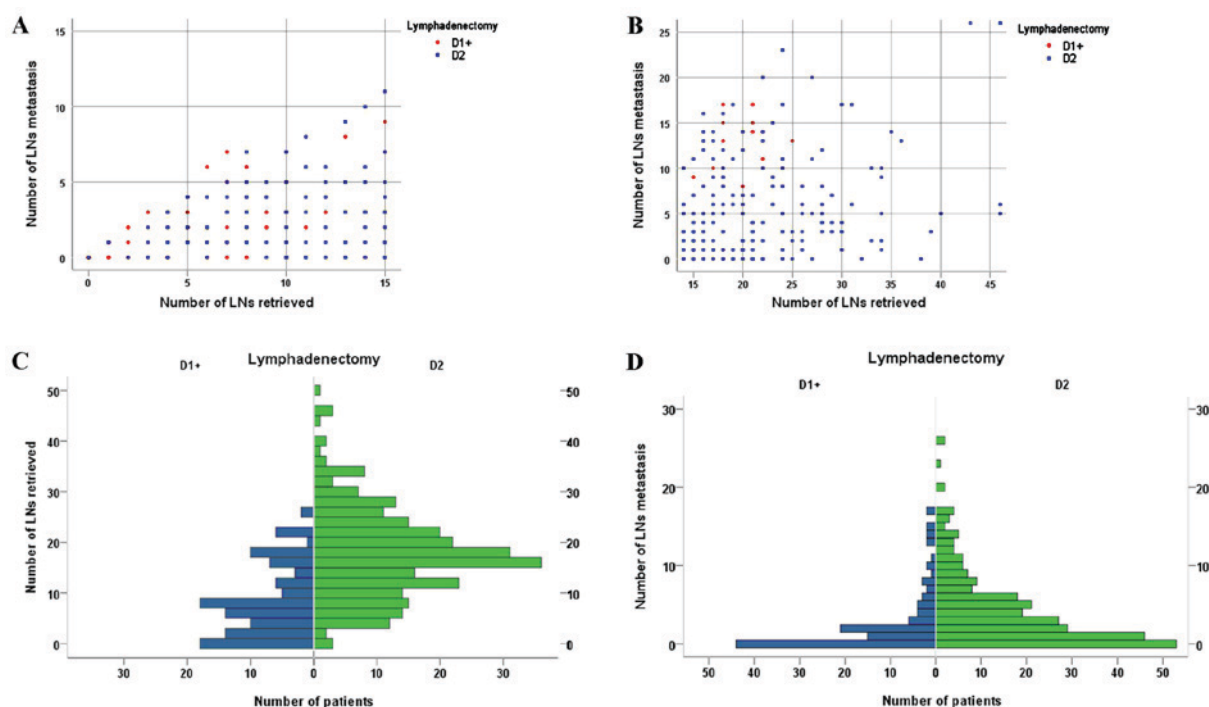 A
Lymphadenectomy
D1+
D2
Number of LNs metastasis
15
10
5
0
0 5 10 15
Number of LNs retrieved
B
Lymphadenectomy
D1+
D2
Number of LNs metastasis
25
20
15
10
5
0
15 20 25 30 35 40 45
Number of LNs retrieved
C
Lymphadenectomy
D1+ D2
Number of LNs retrieved
50 50
40 40
30 30
20 20
10 10
0 0
30 20 10 0 10 20 30
Number of patients
D
Lymphadenectomy
D1+ D2
Number of LNs metastasis
30 30
20 20
10 10
0 0
50 40 30 20 10 0 10 20 30 40 50
Number of patients